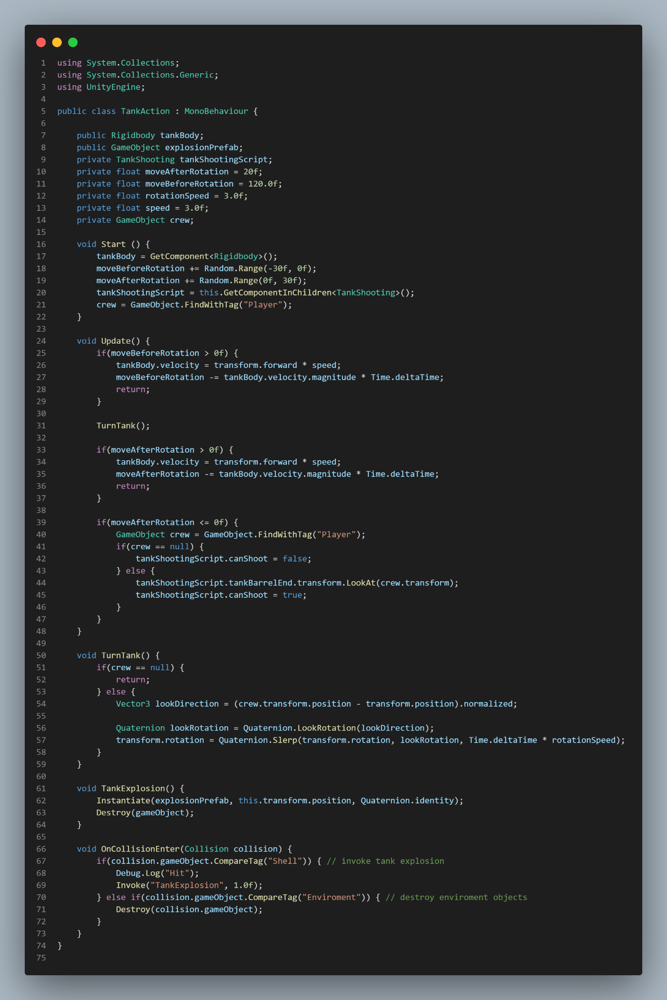 1 using System.Collections;
2 using System.Collections.Generic;
3 using UnityEngine;
4
5 public class TankAction : MonoBehaviour {
6
7     public Rigidbody tankBody;
8     public GameObject explosionPrefab;
9     private TankShooting tankShootingScript;
10     private float moveAfterRotation = 20f;
11     private float moveBeforeRotation = 120.0f;
12     private float rotationSpeed = 3.0f;
13     private float speed = 3.0f;
14     private GameObject crew;
15
16     void Start () {
17         tankBody = GetComponent<Rigidbody>();
18         moveBeforeRotation += Random.Range(-30f, 0f);
19         moveAfterRotation += Random.Range(0f, 30f);
20         tankShootingScript = this.GetComponentInChildren<TankShooting>();
21         crew = GameObject.FindWithTag("Player");
22     }
23
24     void Update() {
25         if(moveBeforeRotation > 0f) {
26             tankBody.velocity = transform.forward * speed;
27             moveBeforeRotation -= tankBody.velocity.magnitude * Time.deltaTime;
28             return;
29         }
30
31         TurnTank();
32
33         if(moveAfterRotation > 0f) {
34             tankBody.velocity = transform.forward * speed;
35             moveAfterRotation -= tankBody.velocity.magnitude * Time.deltaTime;
36             return;
37         }
38
39         if(moveAfterRotation <= 0f) {
40             GameObject crew = GameObject.FindWithTag("Player");
41             if(crew == null) {
42                 tankShootingScript.canShoot = false;
43             } else {
44                 tankShootingScript.tankBarrelEnd.transform.LookAt(crew.transform);
45                 tankShootingScript.canShoot = true;
46             }
47         }
48     }
49
50     void TurnTank() {
51         if(crew == null) {
52             return;
53         } else {
54             Vector3 lookDirection = (crew.transform.position - transform.position).normalized;
55
56             Quaternion lookRotation = Quaternion.LookRotation(lookDirection);
57             transform.rotation = Quaternion.Slerp(transform.rotation, lookRotation, Time.deltaTime * rotationSpeed);
58         }
59     }
60
61     void TankExplosion() {
62         Instantiate(explosionPrefab, this.transform.position, Quaternion.identity);
63         Destroy(gameObject);
64     }
65
66     void OnCollisionEnter(Collision collision) {
67         if(collision.gameObject.CompareTag("Shell")) { // invoke tank explosion
68             Debug.Log("Hit");
69             Invoke("TankExplosion", 1.0f);
70         } else if(collision.gameObject.CompareTag("Enviroment")) { // destroy enviroment objects
71             Destroy(collision.gameObject);
72         }
73     }
74 }
75